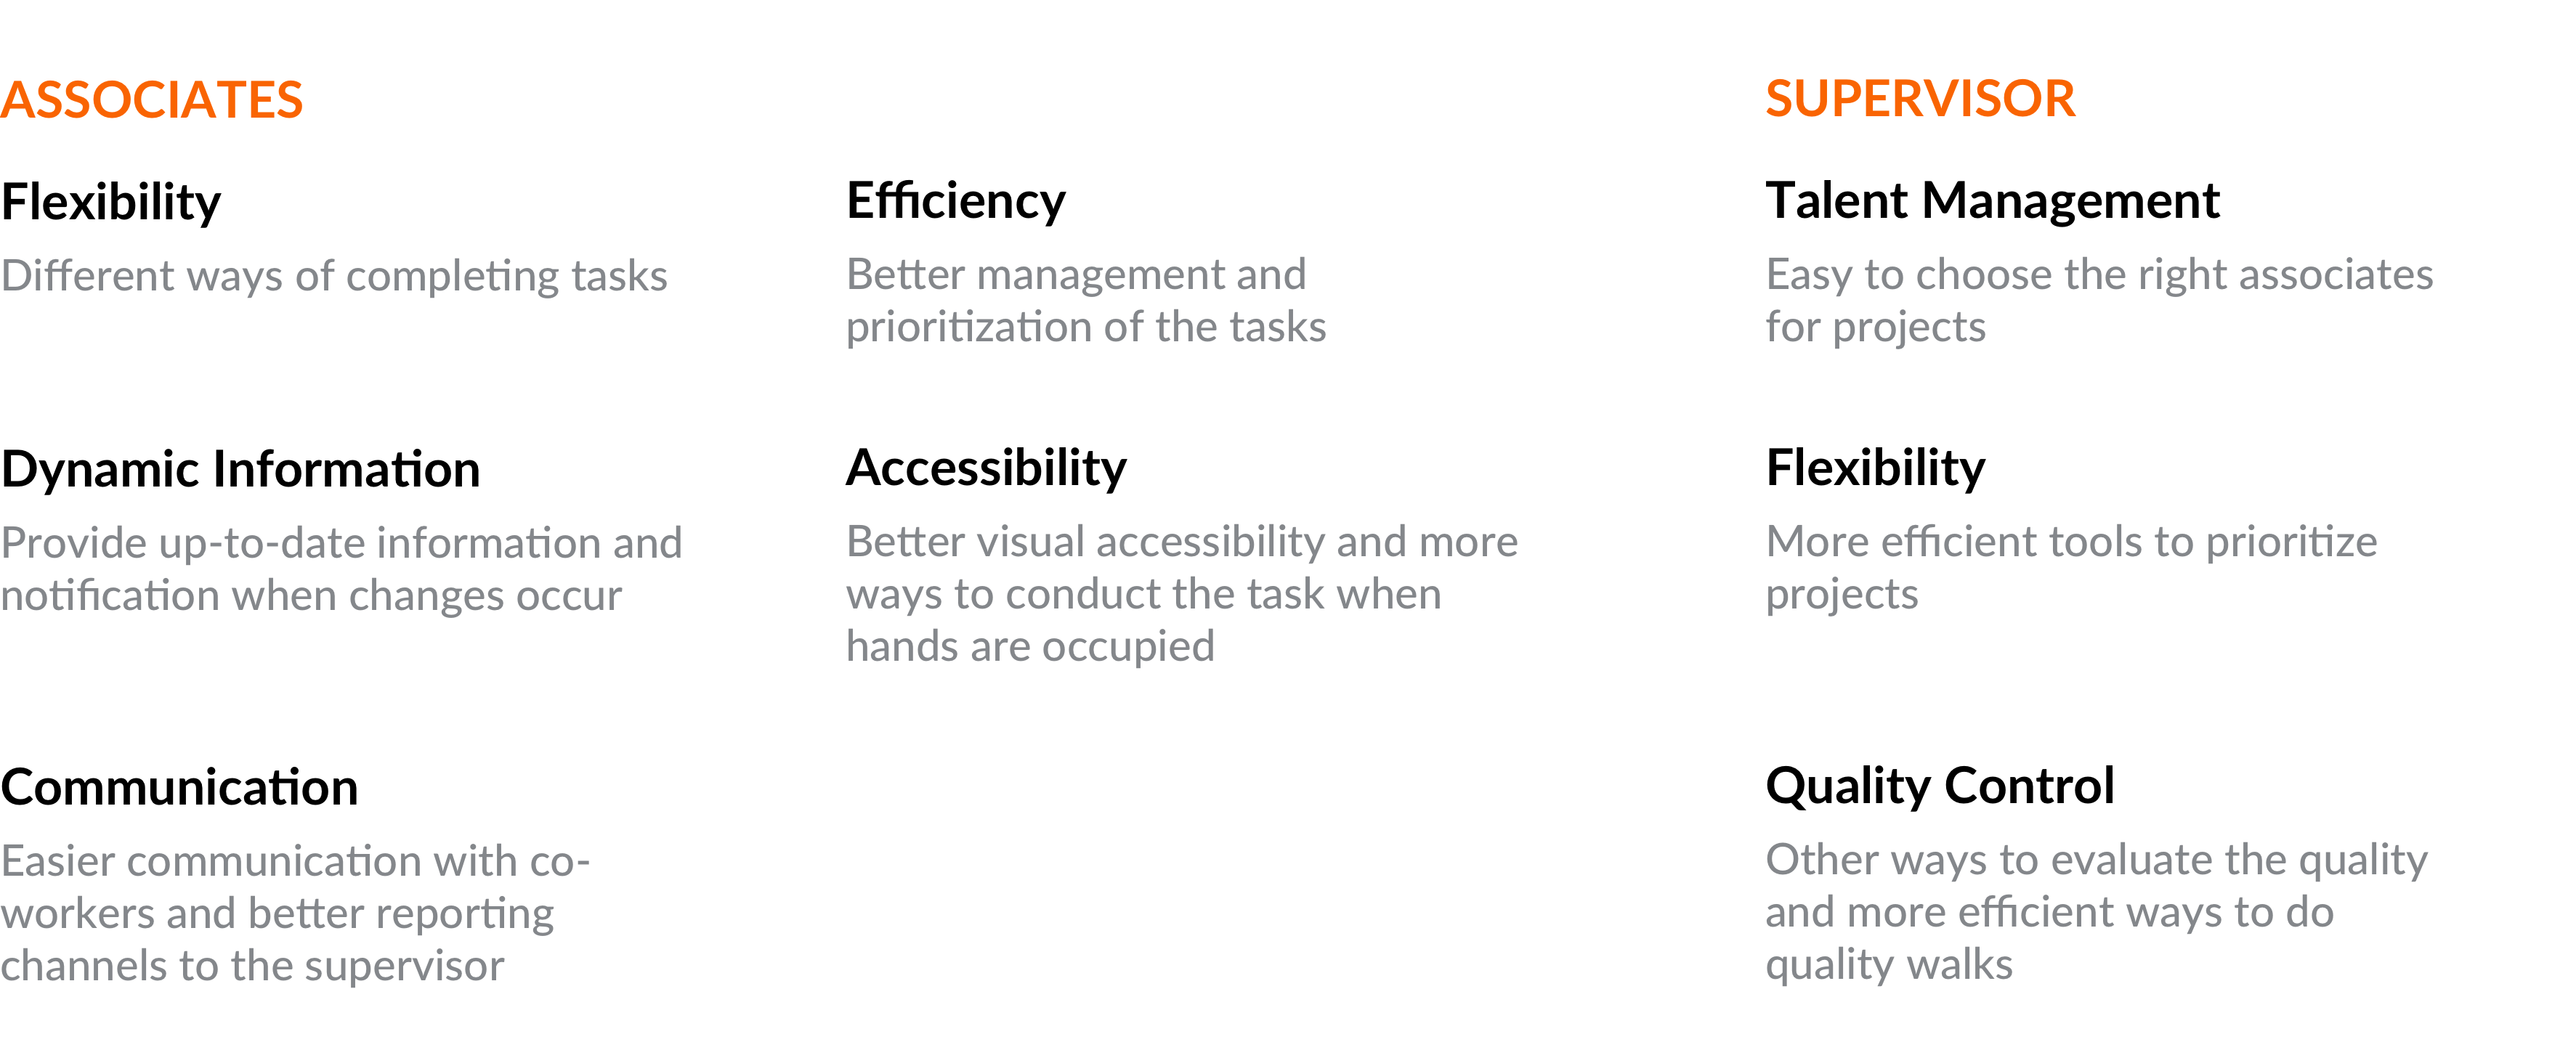 ASSOCIATES
Flexibility
Different ways of completing tasks
Dynamic Information
Provide up-to-date information and
notification when changes occur
Communication
Easier communication with co-
workers and better reporting
channels to the supervisor
Efficiency
Better management and
prioritization of the tasks
Accessibility
Better visual accessibility and more
ways to conduct the task when
hands are occupied
SUPERVISOR
Talent Management
Easy to choose the right associates
for projects
Flexibility
More efficient tools to prioritize
projects
Quality Control
Other ways to evaluate the quality
and more efficient ways to do
quality walks